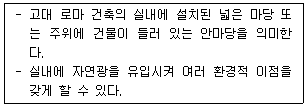 - 고대 로마 건축의 실내에 설치된 넓은 마당 또
는 주위에 건물이 둘러 있는 안마당을 의미한
다.
- 실내에 자연광을 유입시켜 여러 환경적 이점을
갖게 할 수 있다.